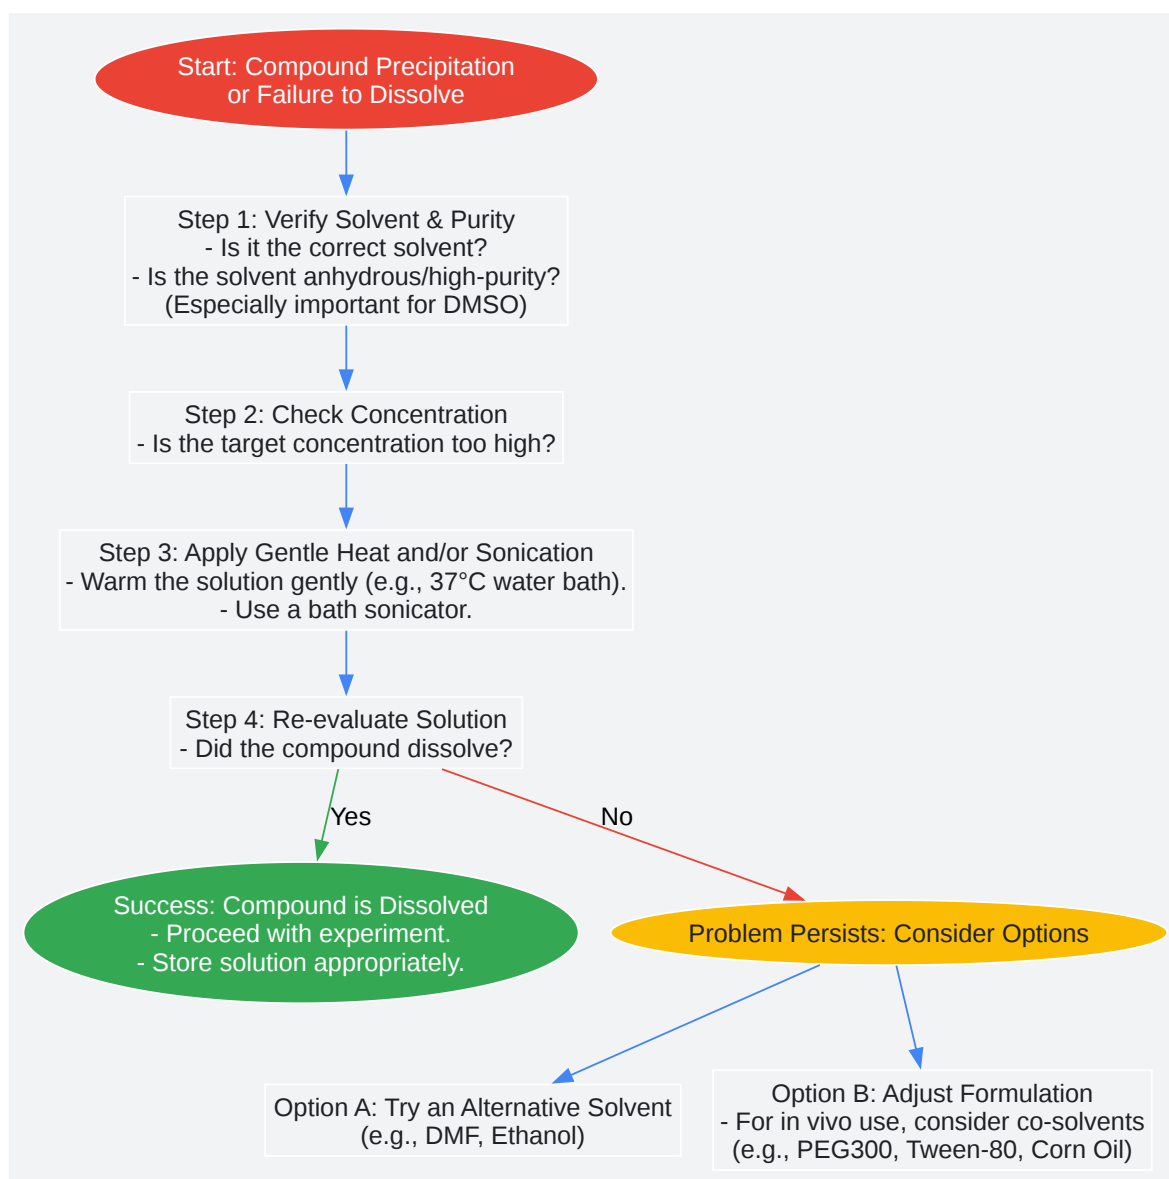 Start: Compound Precipitation
or Failure to Dissolve
Step 1: Verify Solvent & Purity
- Is it the correct solvent?
- Is the solvent anhydrous/high-purity?
(Especially important for DMSO)
Step 2: Check Concentration
- Is the target concentration too high?
Step 3: Apply Gentle Heat and/or Sonication
- Warm the solution gently (e.g., 37°C water bath).
- Use a bath sonicator.
Step 4: Re-evaluate Solution
- Did the compound dissolve?
Yes
No
Success: Compound is Dissolved
- Proceed with experiment.
- Store solution appropriately.
Problem Persists: Consider Options
Option A: Try an Alternative Solvent
(e.g., DMF, Ethanol)
Option B: Adjust Formulation
- For in vivo use, consider co-solvents
(e.g., PEG300, Tween-80, Corn Oil)